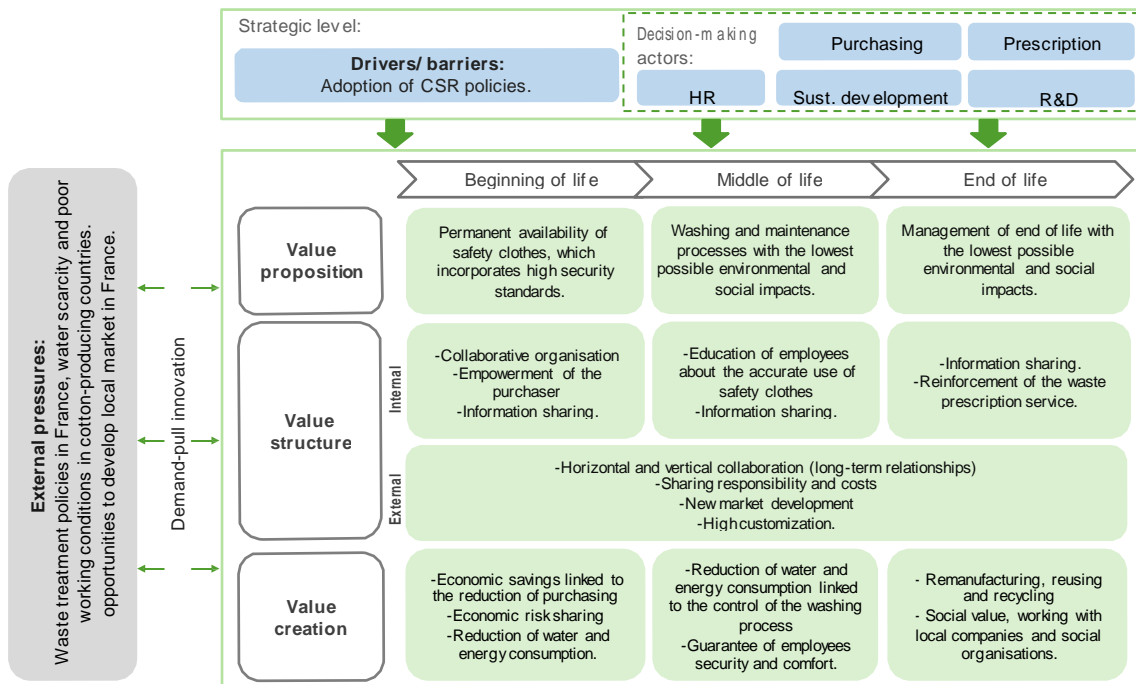 Strategic level:
Drivers/ barriers:
Adoption of CSR policies.
Decision-making
actors:
Purchasing
Prescription
HR
Sust. development
R&D
External pressures:
Waste treatment policies in France, water scarcity and poor
working conditions in cotton-producing countries.
opportunities to develop local market in France.
Demand-pull innovation
Beginning of life
Middle of life
End of life
Value
proposition
Permanent availability of
safety clothes, which
incorporates high security
standards.
Washing and maintenance
processes with the lowest
possible environmental and
social impacts.
Management of end of life with
the lowest possible
environmental and social
impacts.
Value
structure
Internal
-Collaborative organisation
-Empowerment of the
purchaser
-Information sharing.
-Education of employees
about the accurate use of
safety clothes
-Information sharing.
-Information sharing.
-Reinforcement of the waste
prescription service.
External
-Horizontal and vertical collaboration (long-term relationships)
-Sharing responsibility and costs
-New market development
-High customization.
Value
creation
-Economic savings linked to
the reduction of purchasing
-Economic risk sharing
-Reduction of water and
energy consumption.
-Reduction of water and
energy consumption linked
to the control of the washing
process
-Guarantee of employees
security and comfort.
- Remanufacturing, reusing
and recycling
- Social value, working with
local companies and social
organisations.